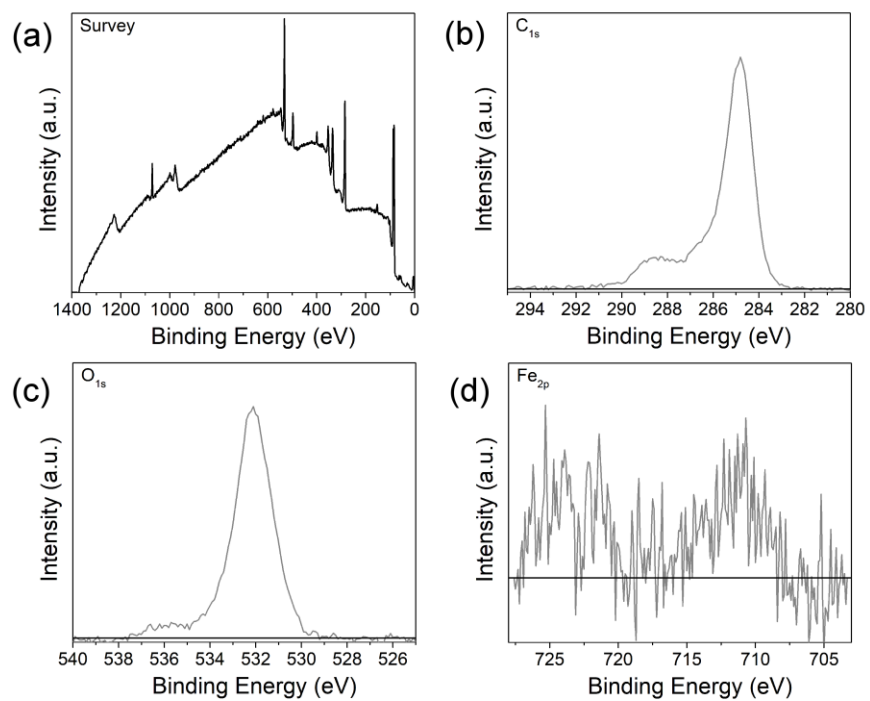 (a)
Survey
Intensity (a.u.)
1400 1200 1000 800 600 400 200 0
Binding Energy (eV)
(b)
C1s
Intensity (a.u.)
294 292 290 288 286 284 282 280
Binding Energy (eV)
(c)
O1s
Intensity (a.u.)
540 538 536 534 532 530 528 526
Binding Energy (eV)
(d)
Fe2p
Intensity (a.u.)
725 720 715 710 705
Binding Energy (eV)